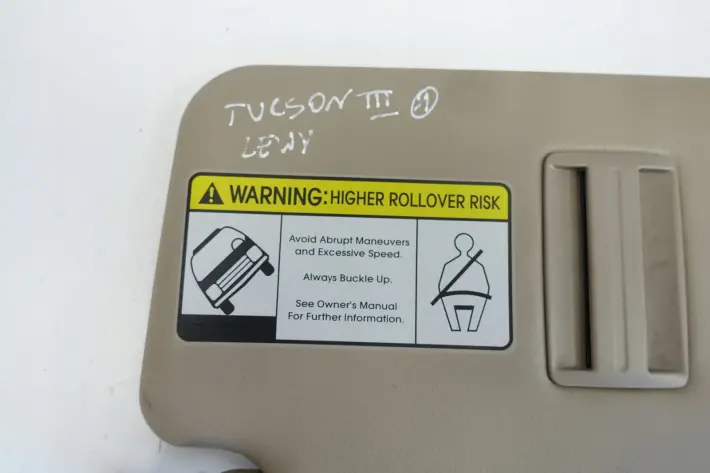 TUCSON III 1
LEWY
WARNING: HIGHER ROLLOVER RISK
Avoid Abrupt Maneuvers
and Excessive Speed.
Always Buckle Up.
See Owner's Manual
For Further Information.